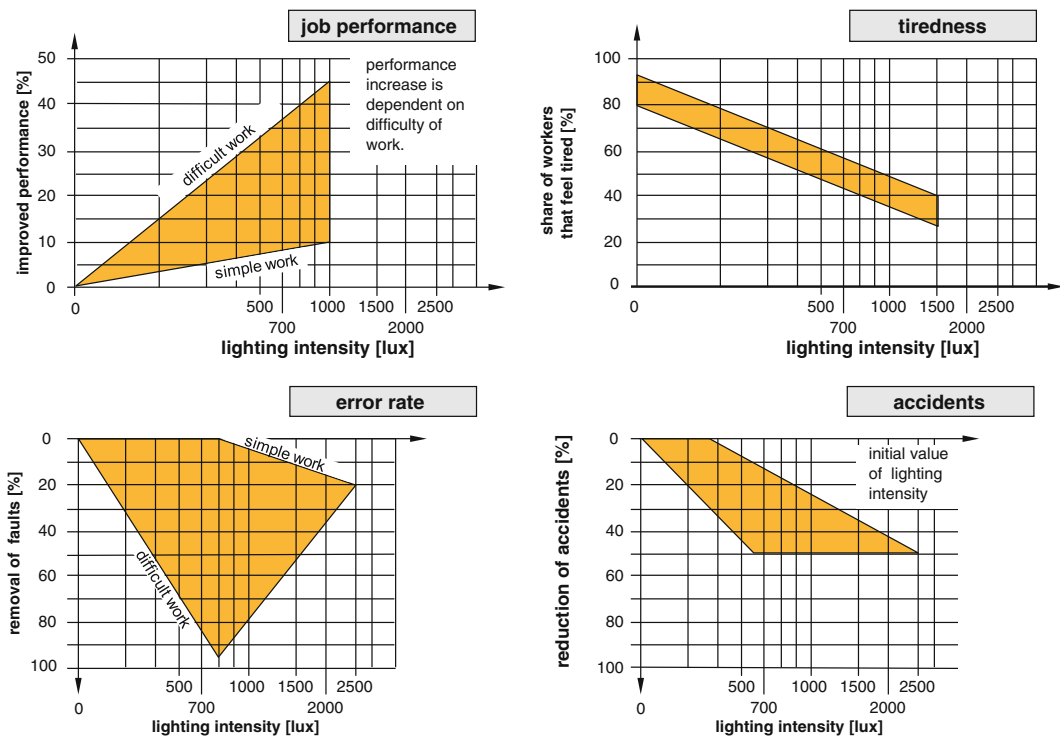 job performance
improved performance [%]
50
40
30
20
10
0
performance
increase is
dependent on
difficulty of
work.
difficult work
simple work
0
500
1000
1500
2500
700
2000
lighting intensity [lux]
tiredness
share of workers
that feel tired [%]
100
80
60
40
20
0
0
500
1000
1500
2500
700
2000
lighting intensity [lux]
error rate
removal of faults [%]
0
20
40
60
80
100
simple work
difficult work
500
1000
1500
2500
0
700
2000
lighting intensity [lux]
accidents
reduction of accidents [%]
0
20
40
60
80
100
initial value
of lighting
intensity
500
1000
1500
2500
0
700
2000
lighting intensity [lux]